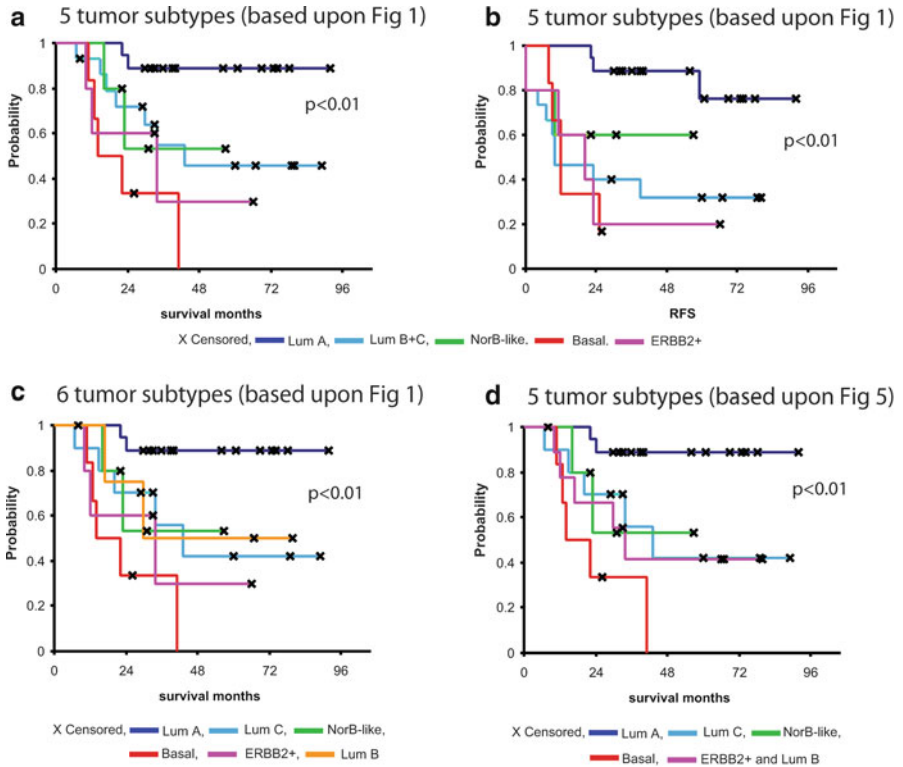 a 5 tumor subtypes (based upon Fig 1)
1
0.8
0.6
0.4
0.2
0
Probability
p<0.01
0 24 48 72 96
survival months
b 5 tumor subtypes (based upon Fig 1)
1
0.8
0.6
0.4
0.2
0
Probability
p<0.01
0 24 48 72 96
RFS
X Censored, Lum A, Lum B+C, NorB-like. Basal. ERBB2+
c 6 tumor subtypes (based upon Fig 1)
1
0.8
0.6
0.4
0.2
0
Probability
p<0.01
24 48 72 96
survival months
X Censored, Lum A, Lum C, NorB-like,
Basal, ERBB2+, Lum B
d 5 tumor subtypes (based upon Fig 5)
1
0.8
0.6
0.4
0.2
0
Probability
p<0.01
24 48 72 96
survival months
X Censored, Lum A, Lum C, NorB-like,
Basal, ERBB2+ and Lum B